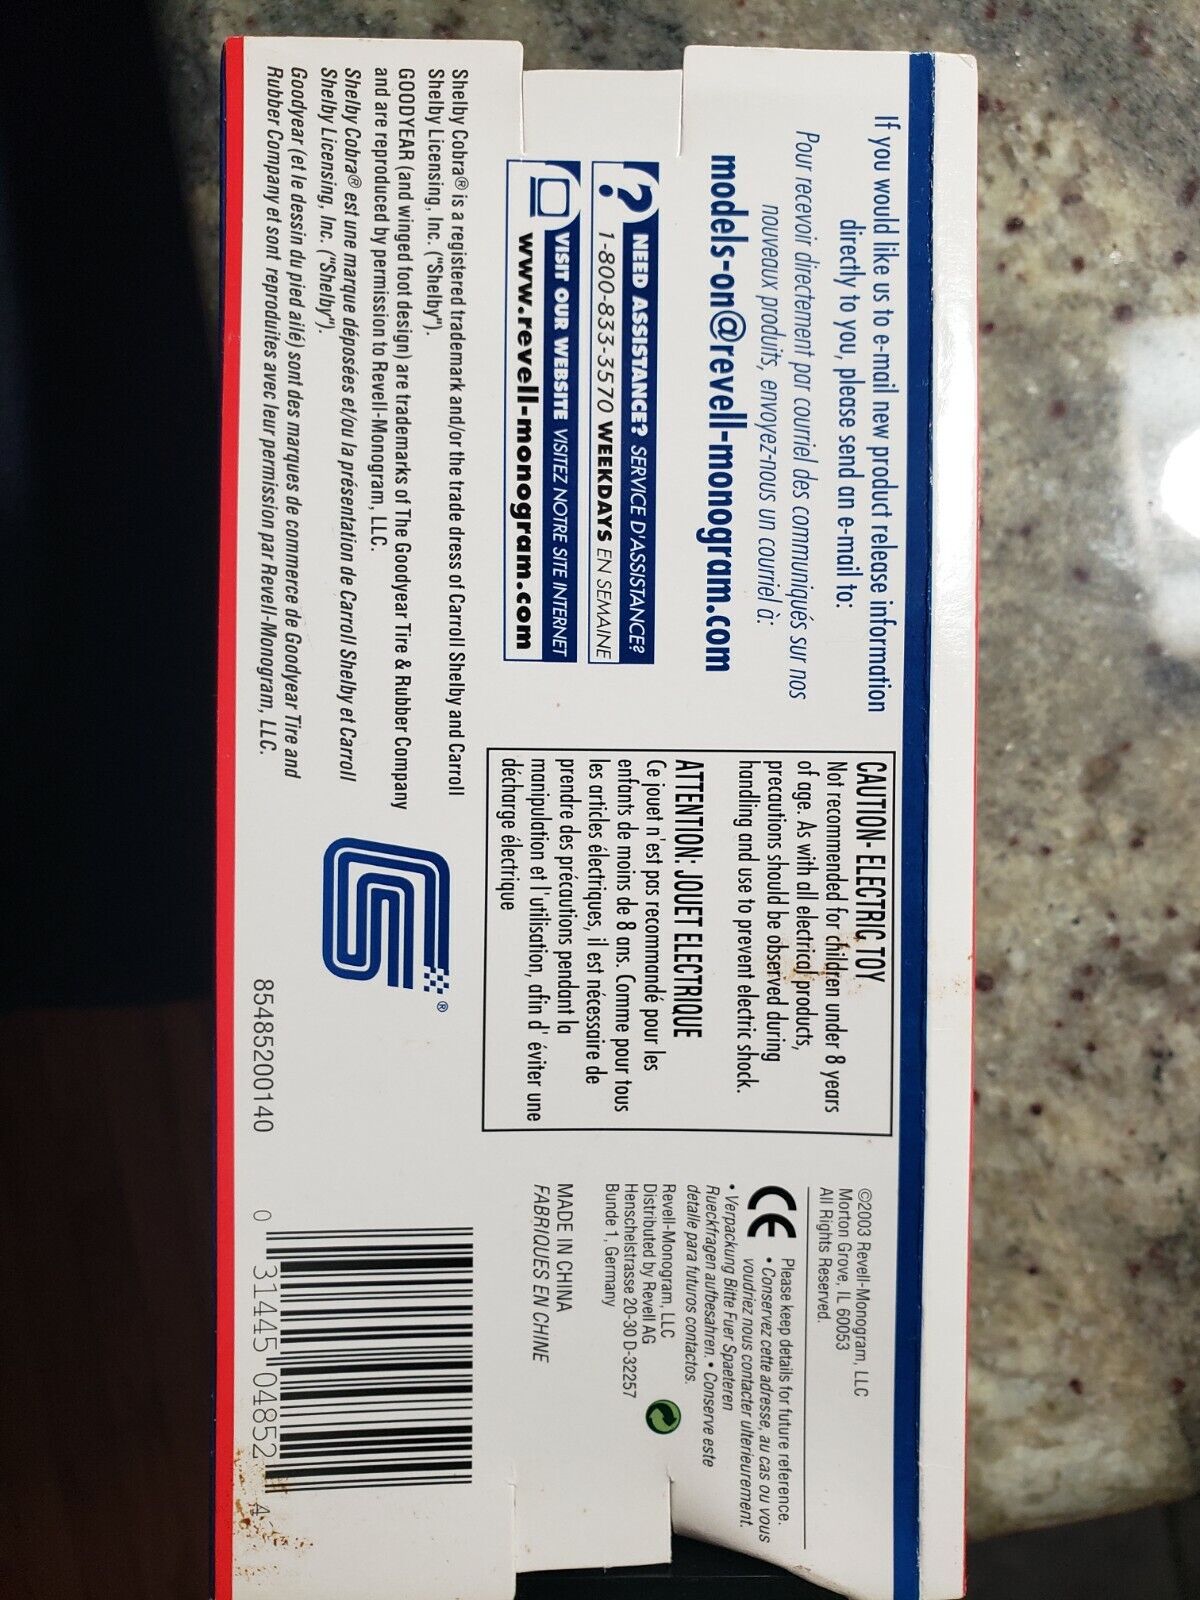 If you would like us to e-mail new product release information
directly to you, please send an e-mail to:
Pour recevoir directement par courriel des communiqués sur nos
nouveaux produits, envoyez-nous un courriel à:
models-on@revell-monogram.com
? NEED ASSISTANCE? SERVICE D'ASSISTANCE?
1-800-833-3570 WEEKDAYS EN SEMAINE
VISIT OUR WEBSITE VISITEZ NOTRE SITE INTERNET
www.revell-monogram.com
Shelby Cobra® is a registered trademark and/or the trade dress of Carroll Shelby and Carroll
Shelby Licensing, Inc. ("Shelby").
GOODYEAR (and winged foot design) are trademarks of The Goodyear Tire & Rubber Company
and are reproduced by permission to Revell-Monogram, LLC.
Shelby Cobra® est une marque déposées et/ou la présentation de Carroll Shelby et Carroll
Shelby Licensing, Inc. ("Shelby").
Goodyear (et le dessin du pied ailé) sont des marques de commerce de Goodyear Tire and
Rubber Company et sont reproduites avec leur permission par Revell-Monogram, LLC.
CAUTION- ELECTRIC TOY
Not recommended for children under 8 years
of age. As with all electrical products,
precautions should be observed during
handling and use to prevent electric shock.
ATTENTION: JOUET ELECTRIQUE
Ce jouet n'est pas recommandé pour les
enfants de moins de 8 ans. Comme pour tous
les articles électriques, il est nécessaire de
prendre des précautions pendant la
manipulation et l'utilisation, afin d' éviter une
décharge électrique
CS®
85485200140
©2003 Revell-Monogram, LLC
Morton Grove, IL 60053
All Rights Reserved.
CE Please keep details for future reference.
• Conservez cette adresse, au cas ou vous
voudriez nous contacter ulterieurement.
• Verpackung Bitte Fuer Spaeteren
Rueckfragen aufbesahren. • Conserve este
detalle para futuros contactos.
Revell-Monogram, LLC
Distributed by Revell AG
Henschelstrasse 20-30 D-32257
Bunde 1, Germany
MADE IN CHINA
FABRIQUES EN CHINE
0 31445 04852 4